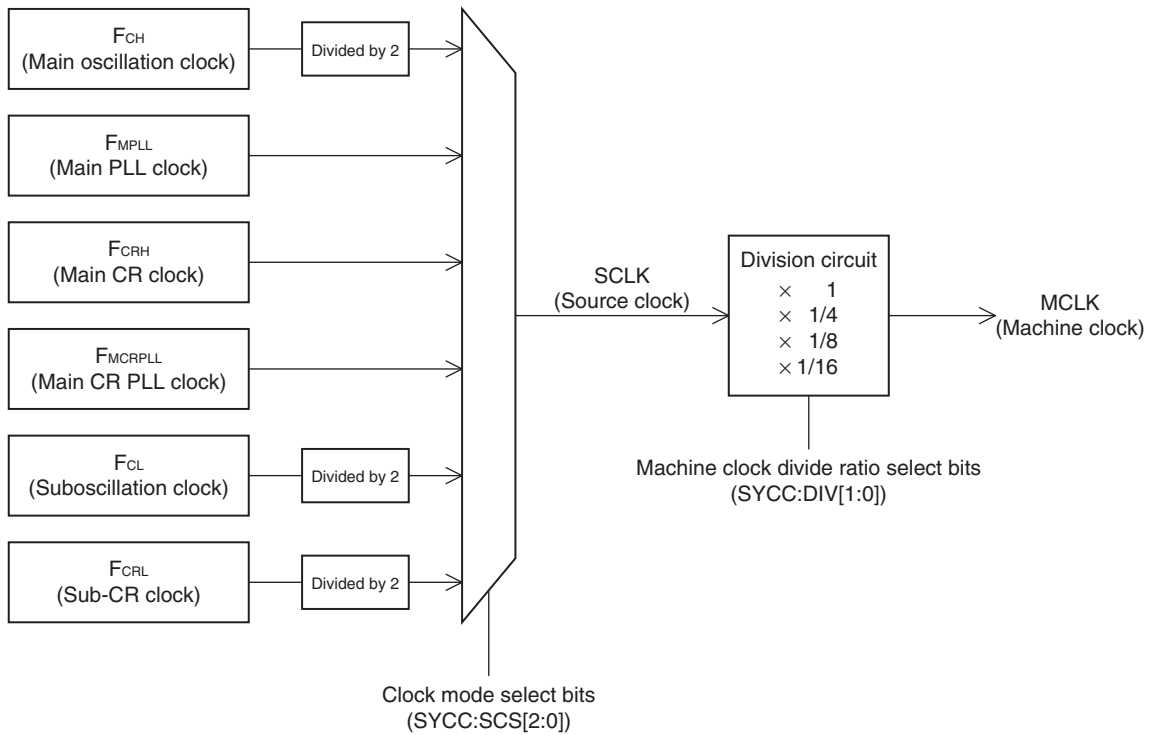 FCH
(Main oscillation clock)
Divided by 2
FMPLL
(Main PLL clock)
FCRH
(Main CR clock)
FMCRPLL
(Main CR PLL clock)
FCL
(Suboscillation clock)
Divided by 2
FCRL
(Sub-CR clock)
Divided by 2
Clock mode select bits
(SYCC:SCS[2:0])
SCLK
(Source clock)
Division circuit
× 1
× 1/4
× 1/8
× 1/16
Machine clock divide ratio select bits
(SYCC:DIV[1:0])
MCLK
(Machine clock)